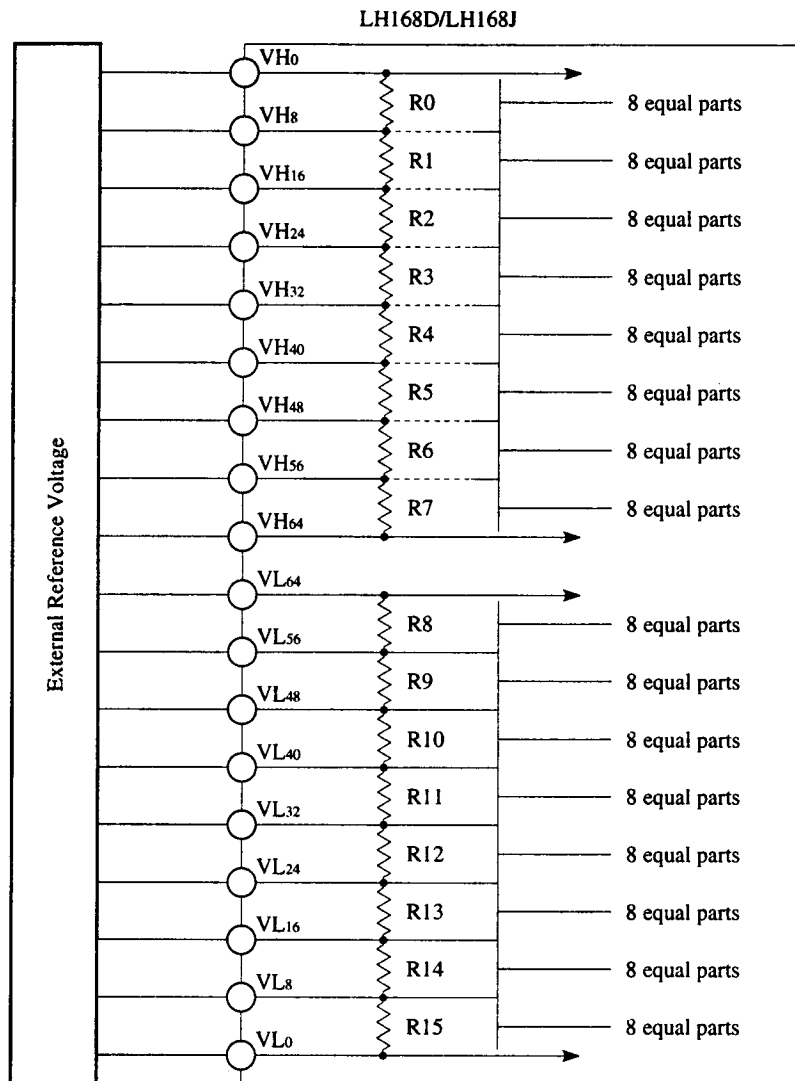 LH168D/LH168J
External Reference Voltage
VH0
R0 8 equal parts
VH8
R1 8 equal parts
VH16
R2 8 equal parts
VH24
R3 8 equal parts
VH32
R4 8 equal parts
VH40
R5 8 equal parts
VH48
R6 8 equal parts
VH56
R7 8 equal parts
VH64
VL64
R8 8 equal parts
VL56
R9 8 equal parts
VL48
R10 8 equal parts
VL40
R11 8 equal parts
VL32
R12 8 equal parts
VL24
R13 8 equal parts
VL16
R14 8 equal parts
VL8
R15 8 equal parts
VL0